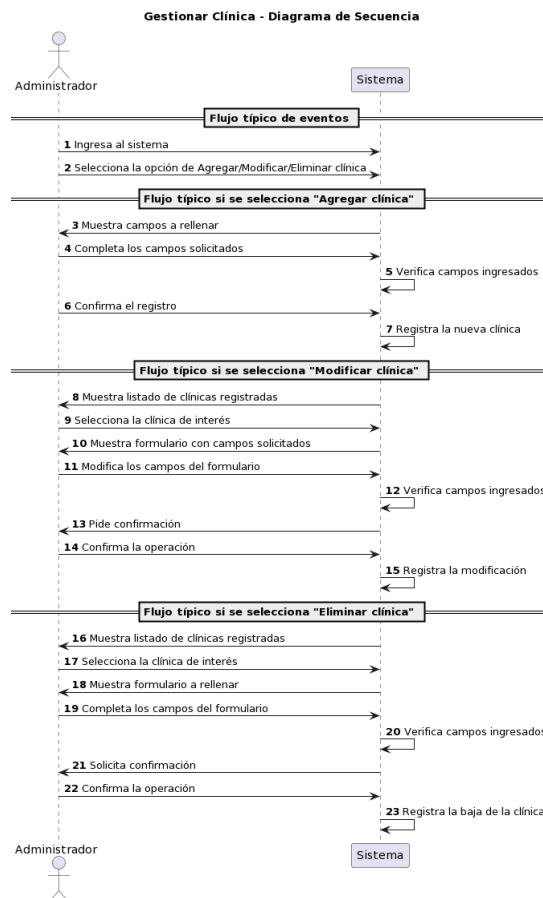 Gestionar Clínica - Diagrama de Secuencia
Administrador
Sistema
Flujo típico de eventos
1 Ingresa al sistema
2 Selecciona la opción de Agregar/Modificar/Eliminar clínica
Flujo típico si se selecciona "Agregar clínica"
3 Muestra campos a rellenar
4 Completa los campos solicitados
5 Verifica campos ingresados
6 Confirma el registro
7 Registra la nueva clínica
Flujo típico si se selecciona "Modificar clínica"
8 Muestra listado de clínicas registradas
9 Selecciona la clínica de interés
10 Muestra formulario con campos solicitados
11 Modifica los campos del formulario
12 Verifica campos ingresados
13 Pide confirmación
14 Confirma la operación
15 Registra la modificación
Flujo típico si se selecciona "Eliminar clínica"
16 Muestra listado de clínicas registradas
17 Selecciona la clínica de interés
18 Muestra formulario a rellenar
19 Completa los campos del formulario
20 Verifica campos ingresados
21 Solicita confirmación
22 Confirma la operación
23 Registra la baja de la clínica
Administrador
Sistema